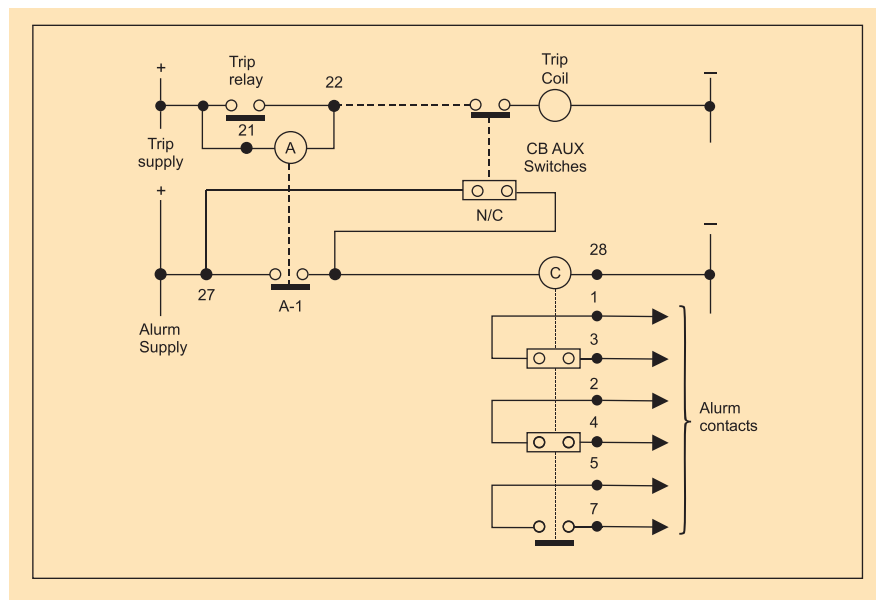 Trip
relay
22
Trip
Coil
+
−
21
A
Trip
supply
CB AUX
Switches
+
N/C
−
27
A-1
C
28
Alurm
Supply
1
3
2
4
5
7
Alurm
contacts